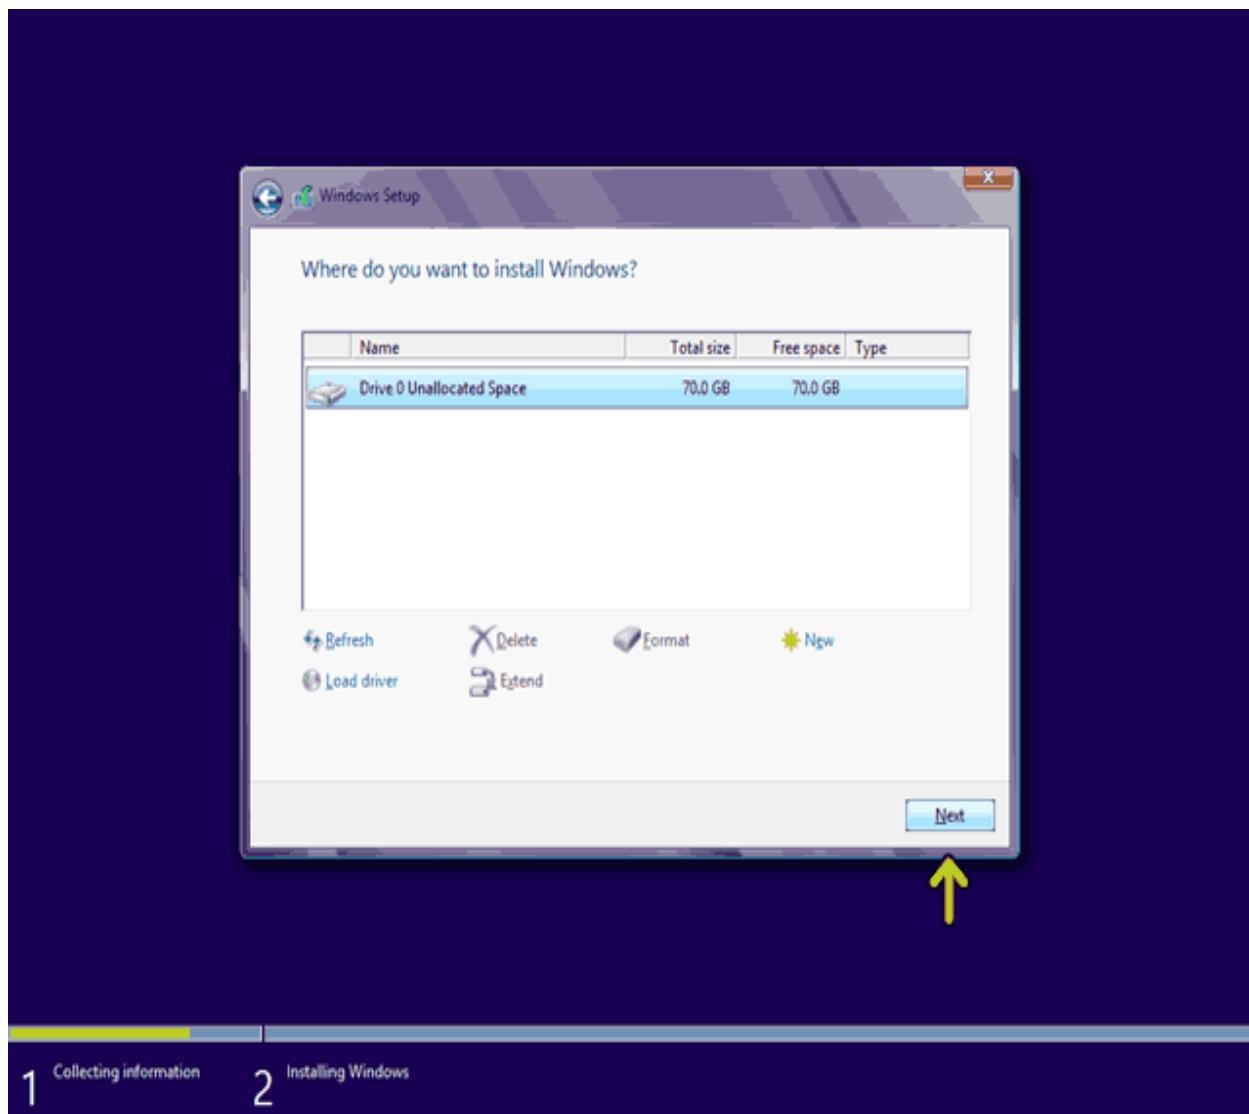 Windows Setup
X
Where do you want to install Windows?
Name Total size Free space Type
Drive 0 Unallocated Space 70.0 GB 70.0 GB
Refresh Delete Format New
Load driver Extend
Next
1 Collecting information 2 Installing Windows